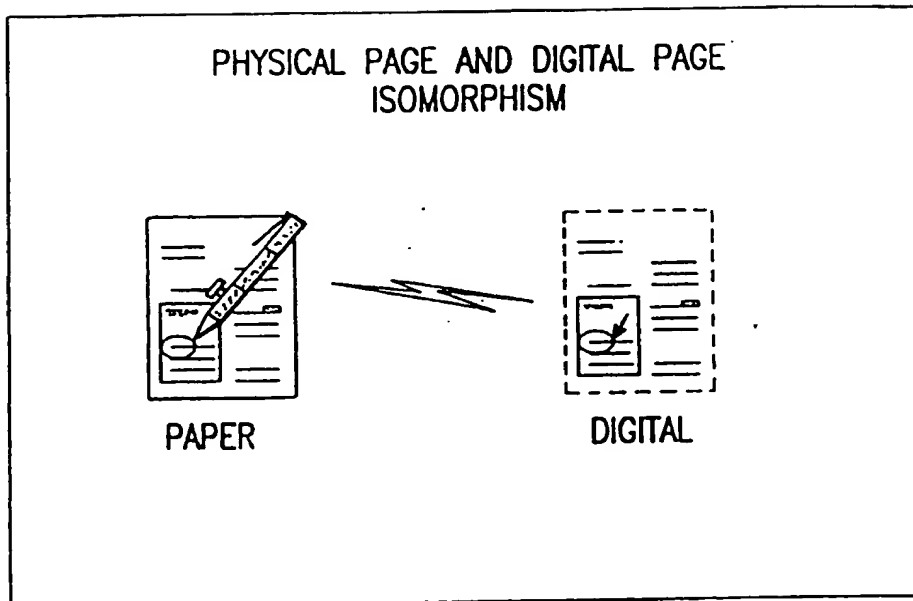 PHYSICAL PAGE AND DIGITAL PAGE
ISOMORPHISM
PAPER
DIGITAL